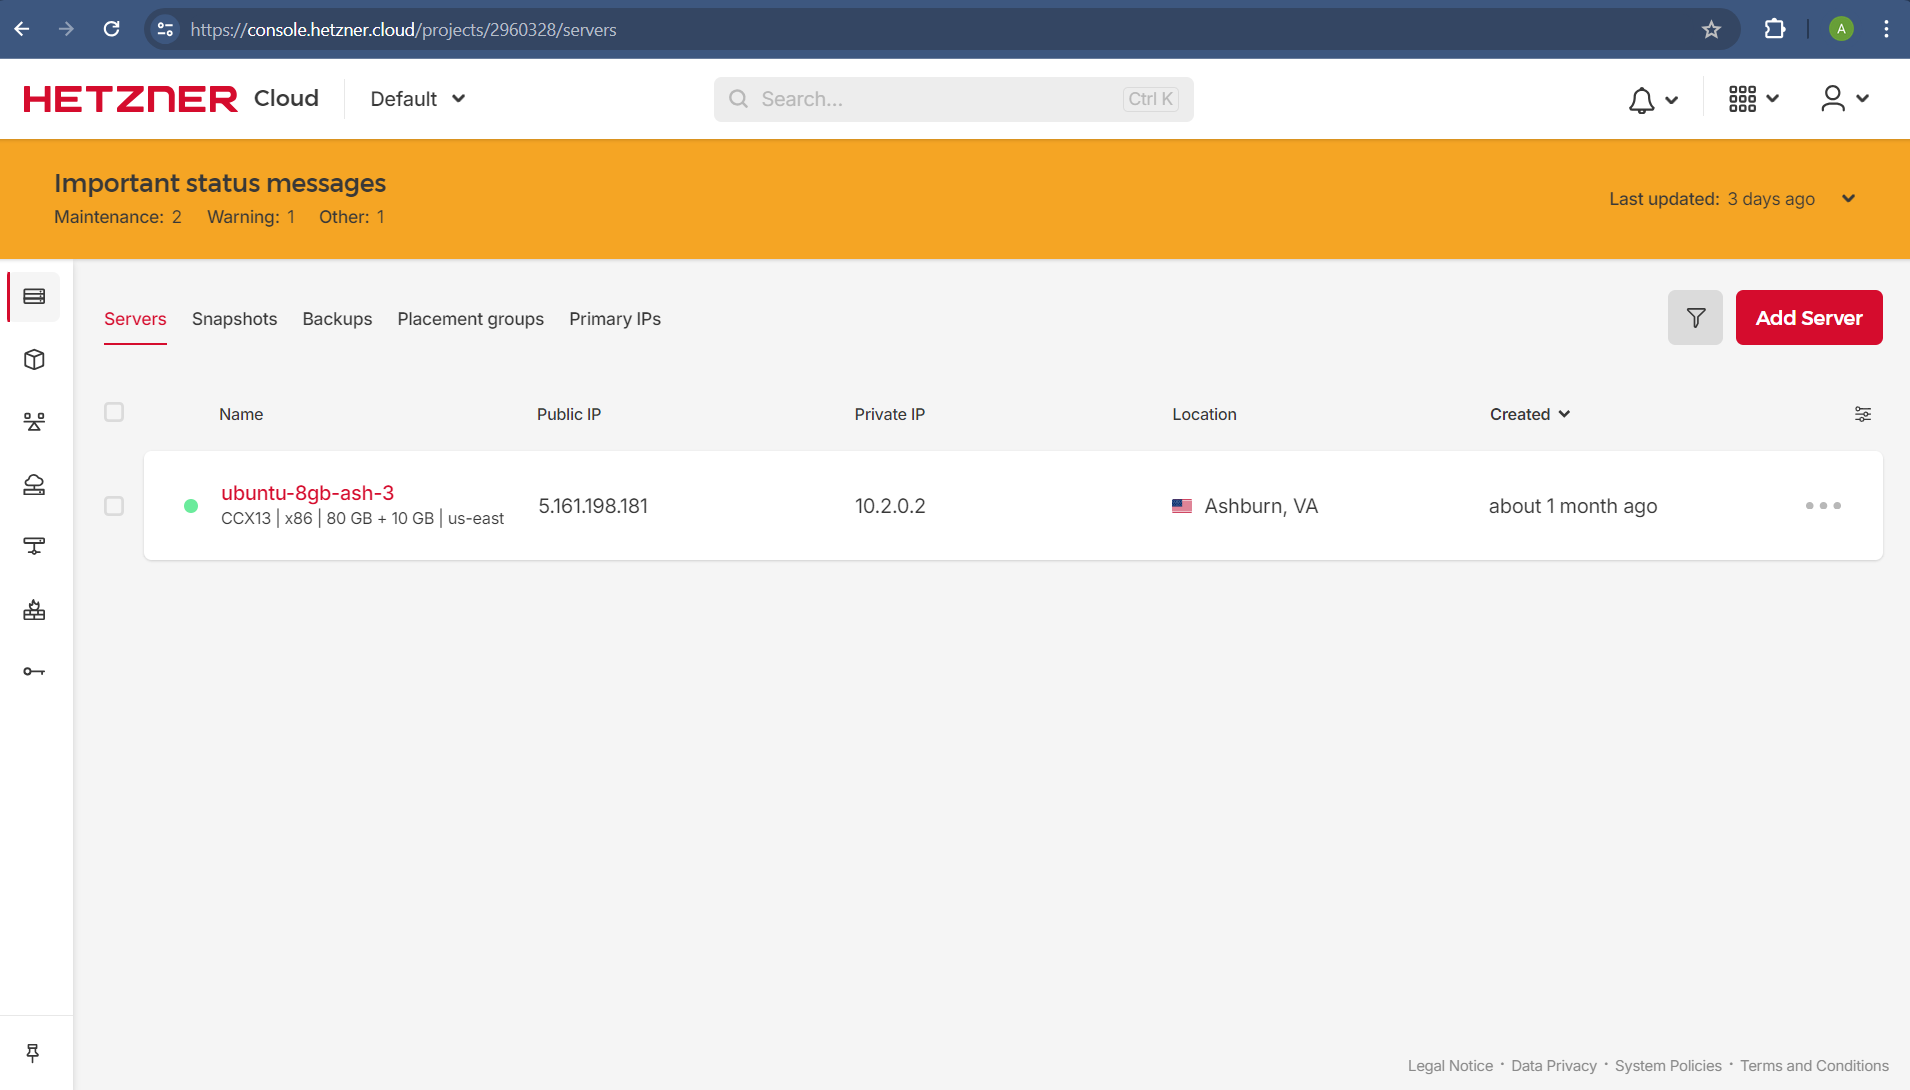 https://console.hetzner.cloud/projects/2960328/servers
A
HETZNER Cloud
Default
Search...
Ctrl K
Important status messages
Maintenance: 2 Warning: 1 Other: 1
Last updated: 3 days ago
Servers Snapshots Backups Placement groups Primary IPs
Add Server
Name Public IP Private IP Location Created
ubuntu-8gb-ash-3
CCX13 | x86 | 80 GB + 10 GB | us-east
5.161.198.181
10.2.0.2
Ashburn, VA
about 1 month ago
Legal Notice · Data Privacy · System Policies · Terms and Conditions